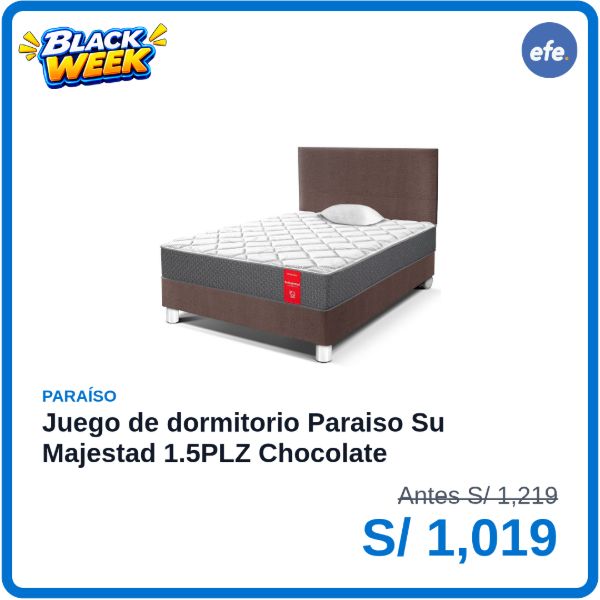 BLACK
WEEK
efe.
PARAÍSO
Juego de dormitorio Paraiso Su
Majestad 1.5PLZ Chocolate
Antes S/ 1,219
S/ 1,019